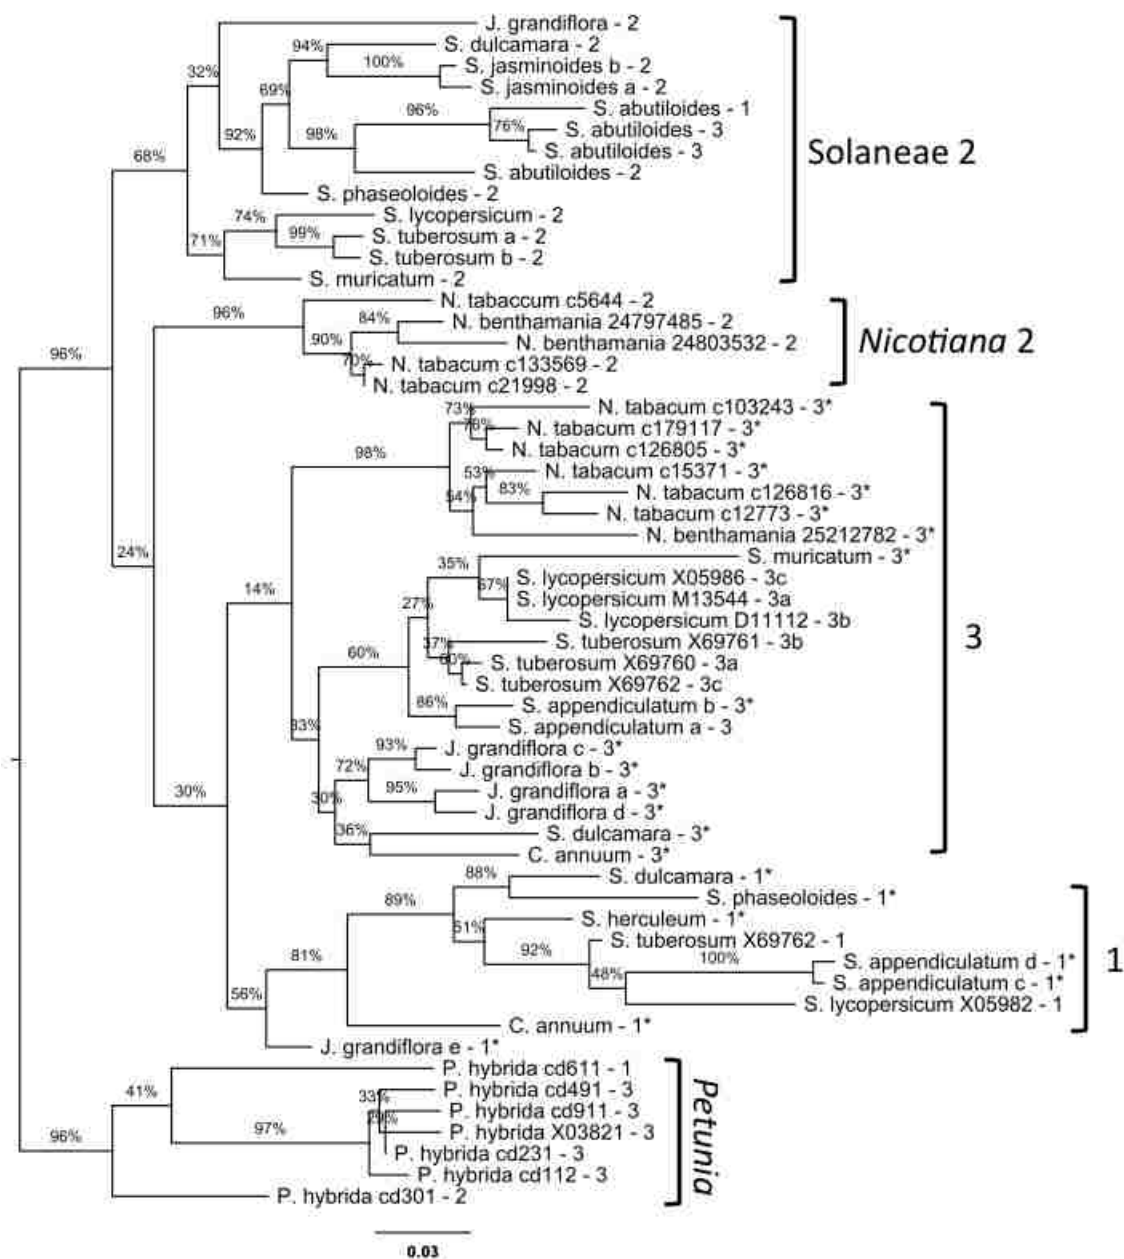 J. grandiflora - 2
94%
S. dulcamara - 2
100%
S. jasminoides b - 2
32%
S. jasminoides a - 2
69%
96%
S. abutiloides - 1
76%
S. abutiloides - 3
92%
98%
S. abutiloides - 3
Solaneae 2
68%
S. abutiloides - 2
S. phaseoloides - 2
74%
S. lycopersicum - 2
99%
S. tuberosum a - 2
71%
S. tuberosum b - 2
S. muricatum - 2
N. tabaccum c5644 - 2
96%
84%
N. benthamania 24797485 - 2
90%
N. benthamania 24803532 - 2
Nicotiana 2
96%
70%
N. tabacum c133569 - 2
N. tabacum c21998 - 2
73%
N. tabacum c103243 - 3*
N. tabacum c179117 - 3*
98%
N. tabacum c126805 - 3*
53%
N. tabacum c15371 - 3*
83%
N. tabacum c126816 - 3*
54%
N. tabacum c12773 - 3*
N. benthamania 25212782 - 3*
24%
S. muricatum - 3*
35%
S. lycopersicum X05986 - 3c
67%
14%
S. lycopersicum M13544 - 3a
27%
S. lycopersicum D11112 - 3b
S. tuberosum X69761 - 3b
37%
3
60%
S. tuberosum X69760 - 3a
60%
S. tuberosum X69762 - 3c
86%
S. appendiculatum b - 3*
33%
S. appendiculatum a - 3
93%
J. grandiflora c - 3*
72%
J. grandiflora b - 3*
95%
J. grandiflora a - 3*
30%
30%
J. grandiflora d - 3*
36%
S. dulcamara - 3*
C. annuum - 3*
88%
S. dulcamara - 1*
S. phaseoloides - 1*
89%
S. herculeum - 1*
51%
S. tuberosum X69762 - 1
92%
100%
S. appendiculatum d - 1*
1
81%
48%
S. appendiculatum c - 1*
56%
S. lycopersicum X05982 - 1
C. annuum - 1*
J. grandiflora e - 1*
P. hybrida cd611 - 1
41%
33%
P. hybrida cd491 - 3
P. hybrida cd911 - 3
97%
P. hybrida X03821 - 3
96%
P. hybrida cd231 - 3
P. hybrida cd112 - 3
Petunia
P. hybrida cd301 - 2
0.03